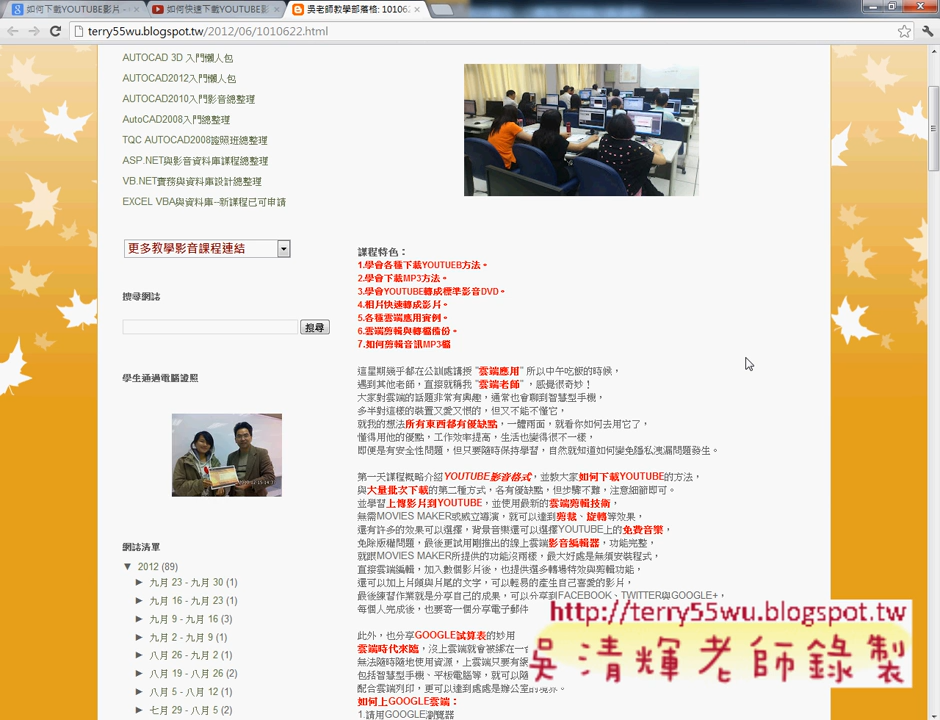 如何下載YOUTUBE影片
如何快速下載YOUTUBE影
吳老師教學部落格: 10106
terry55wu.blogspot.tw/2012/06/1010622.html
AUTOCAD 3D 入門懶人包
AUTOCAD2012入門懶人包
AUTOCAD2010入門影音總整理
AutoCAD2008入門總整理
TQC AUTOCAD2008證照班總整理
ASP.NET與影音資料庫課程總整理
VB.NET實務與資料庫設計總整理
EXCEL VBA與資料庫--新課程已可申請
更多教學影音課程連結
搜尋網誌
搜尋
學生通過電腦證照
網誌清單
▼ 2012 (89)
► 九月 23 - 九月 30 (1)
► 九月 16 - 九月 23 (1)
► 九月 9 - 九月 16 (3)
► 九月 2 - 九月 9 (1)
► 八月 26 - 九月 2 (1)
► 八月 19 - 八月 26 (2)
► 八月 5 - 八月 12 (1)
► 七月 29 - 八月 5 (2)
課程特色：
1.學會各種下載YOUTUEB方法。
2.學會下載MP3方法。
3.學會YOUTUBE轉成標準影音DVD。
4.相片快速轉成影片。
5.各種雲端應用實例。
6.雲端剪輯與轉檔備份。
7.如何剪輯音訊MP3檔
這星期幾乎都在公訓處講授 "雲端應用" 所以中午吃飯的時候，
遇到其他老師，直接就稱我 "雲端老師" ，感覺很奇妙！
大家對雲端的話題非常有興趣，通常也會聊到智慧型手機，
多半對這樣的裝置又愛又恨的，但又不能不懂它，
就我的想法所有東西都有優缺點，一體兩面，就看你如何去用它了，
懂得用他的優點，工作效率提高，生活也變得很不一樣，
即便是有安全性問題，但只要隨時保持學習，自然就知道如何變免隱私洩漏問題發生。
第一天課程概略介紹YOUTUBE影音格式，並教大家如何下載YOUTUBE的方法，
與大量批次下載的第二種方式，各有優缺點，但步驟不難，注意細節即可。
並學習上傳影片到YOUTUBE，並使用最新的雲端剪輯技術，
無需MOVIES MAKER或威立導演，就可以達到剪裁、旋轉等效果，
還有許多的效果可以選擇，背景音樂還可以選擇YOUTUBE上的免費音樂，
免除版權問題，最後更試用剛推出的線上雲端影音編輯器，功能完整，
就跟MOVIES MAKER所提供的功能沒兩樣，最大好處是無須安裝程式，
直接雲端編輯，加入數個影片後，也提供選多轉場特效與剪輯功能，
還可以加上片頭與片尾的文字，可以輕易的產生自己喜愛的影片，
最後練習作業就是分享自己的成果，可以分享到FACEBOOK、TWITTER與GOOGLE+，
每個人完成後，也要寄一個分享電子郵件
此外，也分享GOOGLE試算表的妙用
雲端時代來臨，沒上雲端就會被綁在一台
無法隨時隨地使用資源，上雲端只要有網
包括智慧型手機、平板電腦等，就可以隨
配合雲端列印，更可以達到處處是辦公室的境界。
如何上GOOGLE雲端：
1.請用GOOGLE瀏覽器
http://terry55wu.blogspot.tw
吳清輝老師錄製